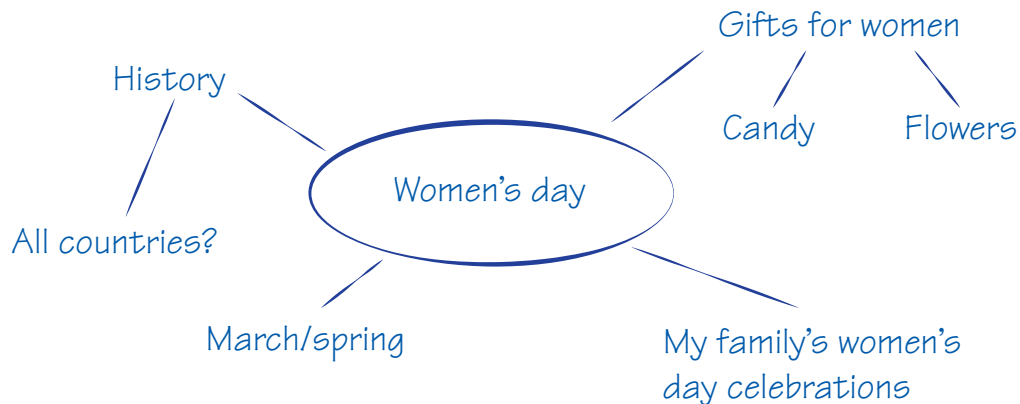 Gifts for women
History
Candy
Flowers
Women's day
All countries?
March/spring
My family's women's
day celebrations